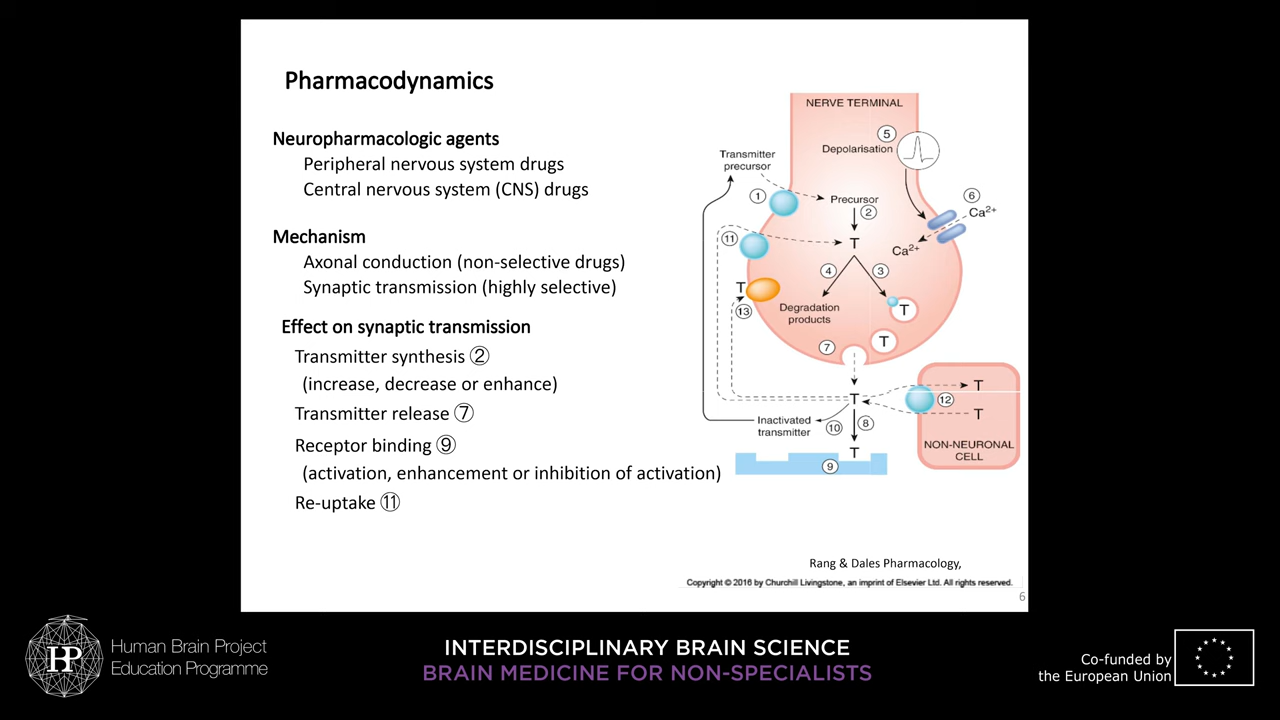 Pharmacodynamics
Neuropharmacologic agents
Peripheral nervous system drugs
Central nervous system (CNS) drugs
Mechanism
Axonal conduction (non-selective drugs)
Synaptic transmission (highly selective)
Effect on synaptic transmission
Transmitter synthesis ②
(increase, decrease or enhance)
Transmitter release ⑦
Receptor binding ⑨
(activation, enhancement or inhibition of activation)
Re-uptake ⑪
NERVE TERMINAL
⑤
Depolarisation
Transmitter
precursor
①
Precursor
②
⑥
Ca²⁺
Ca²⁺
⑪
T
④
③
T
⑬
Degradation
products
T
T
⑦
T
⑫
T
T
Inactivated
transmitter
⑩
⑧
T
⑨
NON-NEURONAL
CELL
Rang & Dales Pharmacology,
Copyright © 2016 by Churchill Livingstone, an imprint of Elsevier Ltd. All rights reserved.
6
HBP
Human Brain Project
Education Programme
INTERDISCIPLINARY BRAIN SCIENCE
BRAIN MEDICINE FOR NON-SPECIALISTS
Co-funded by
the European Union